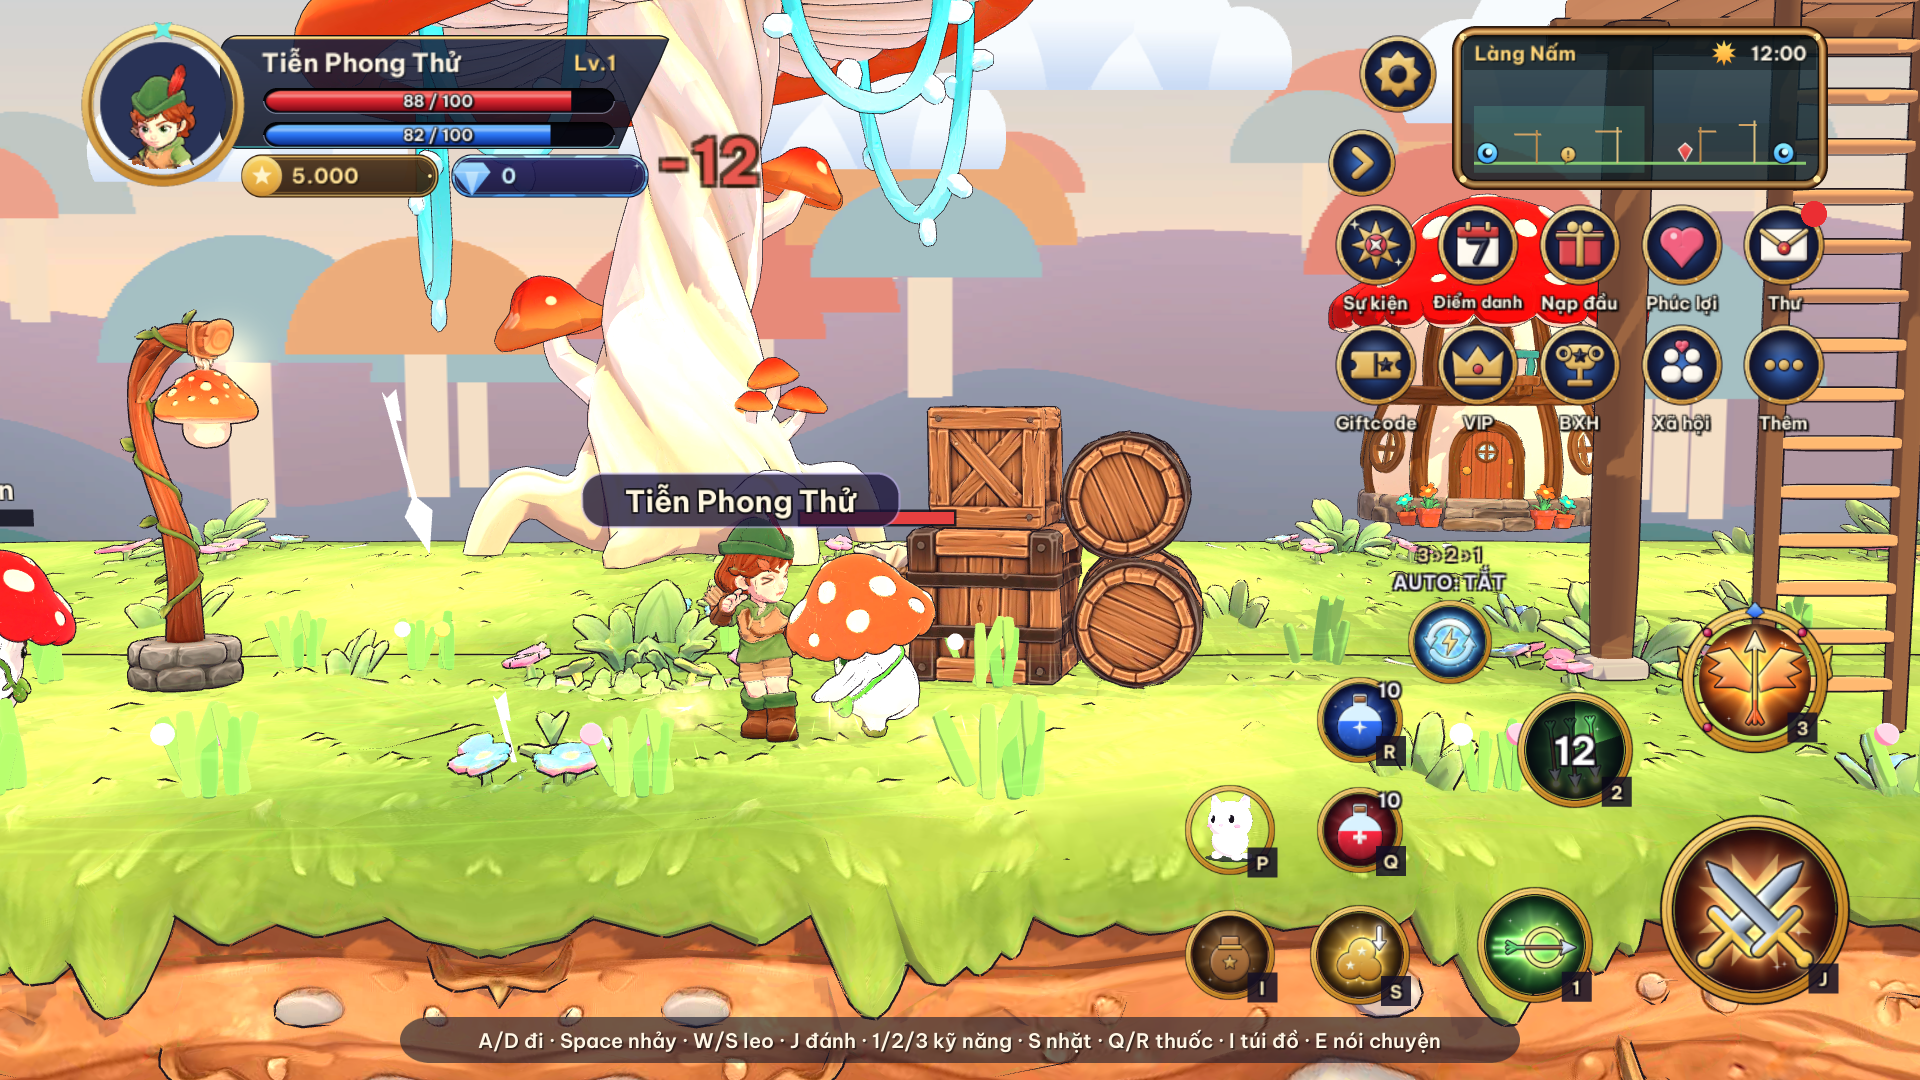 Tiễn Phong Thử
Lv.1
88 / 100
82 / 100
5.000
0
-12
Làng Nấm
12:00
7
Sự kiện
Điểm danh
Nạp đầu
Phúc lợi
Thư
Giftcode
VIP
BXH
Xã hội
Thêm
n
Tiễn Phong Thử
3»2»1
AUTO: TẮT
10
R
12
2
3
10
Q
P
I
S
1
J
A/D đi · Space nhảy · W/S leo · J đánh · 1/2/3 kỹ năng · S nhặt · Q/R thuốc · I túi đồ · E nói chuyện